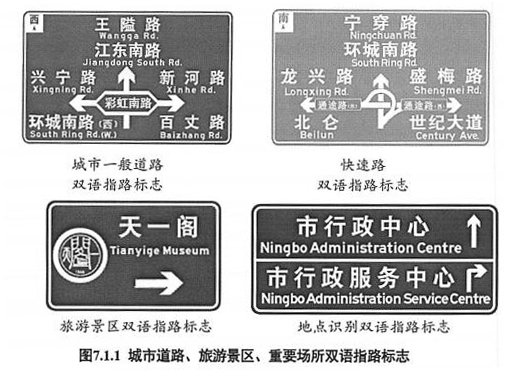 西
王隘路
Wangga Rd.
江东南路
Jiangdong South Rd.
兴宁路
Xingning Rd.
新河路
Xinhe Rd.
彩虹南路
环城南路(西)
South Ring Rd.(W.)
百丈路
Baizhang Rd.
南
宁穿路
Ningchuan Rd.
环城南路
South Ring Rd.
龙兴路
Longxing Rd.
盛梅路
Shengmei Rd.
通途路(东)
通途路(西)
北仑
Beilun
世纪大道
Century Ave.
城市一般道路
双语指路标志
快速路
双语指路标志
天一阁
Tianyige Museum
市行政中心
Ningbo Administration Centre
市行政服务中心
Ningbo Administration Service Centre
旅游景区双语指路标志
地点识别双语指路标志
图7.1.1 城市道路、旅游景区、重要场所双语指路标志